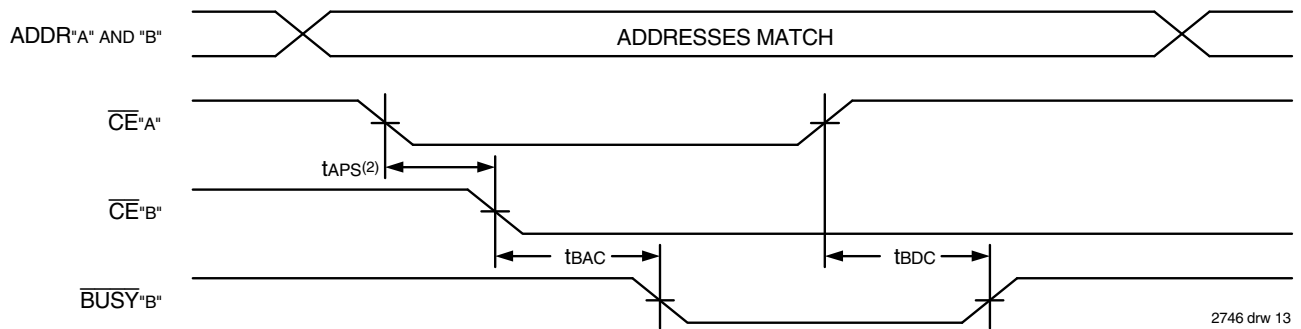 ADDR"A" AND "B"
ADDRESSES MATCH
CE"A"
tAPS(2)
CE"B"
tBAC
tBDC
BUSY"B"
2746 drw 13